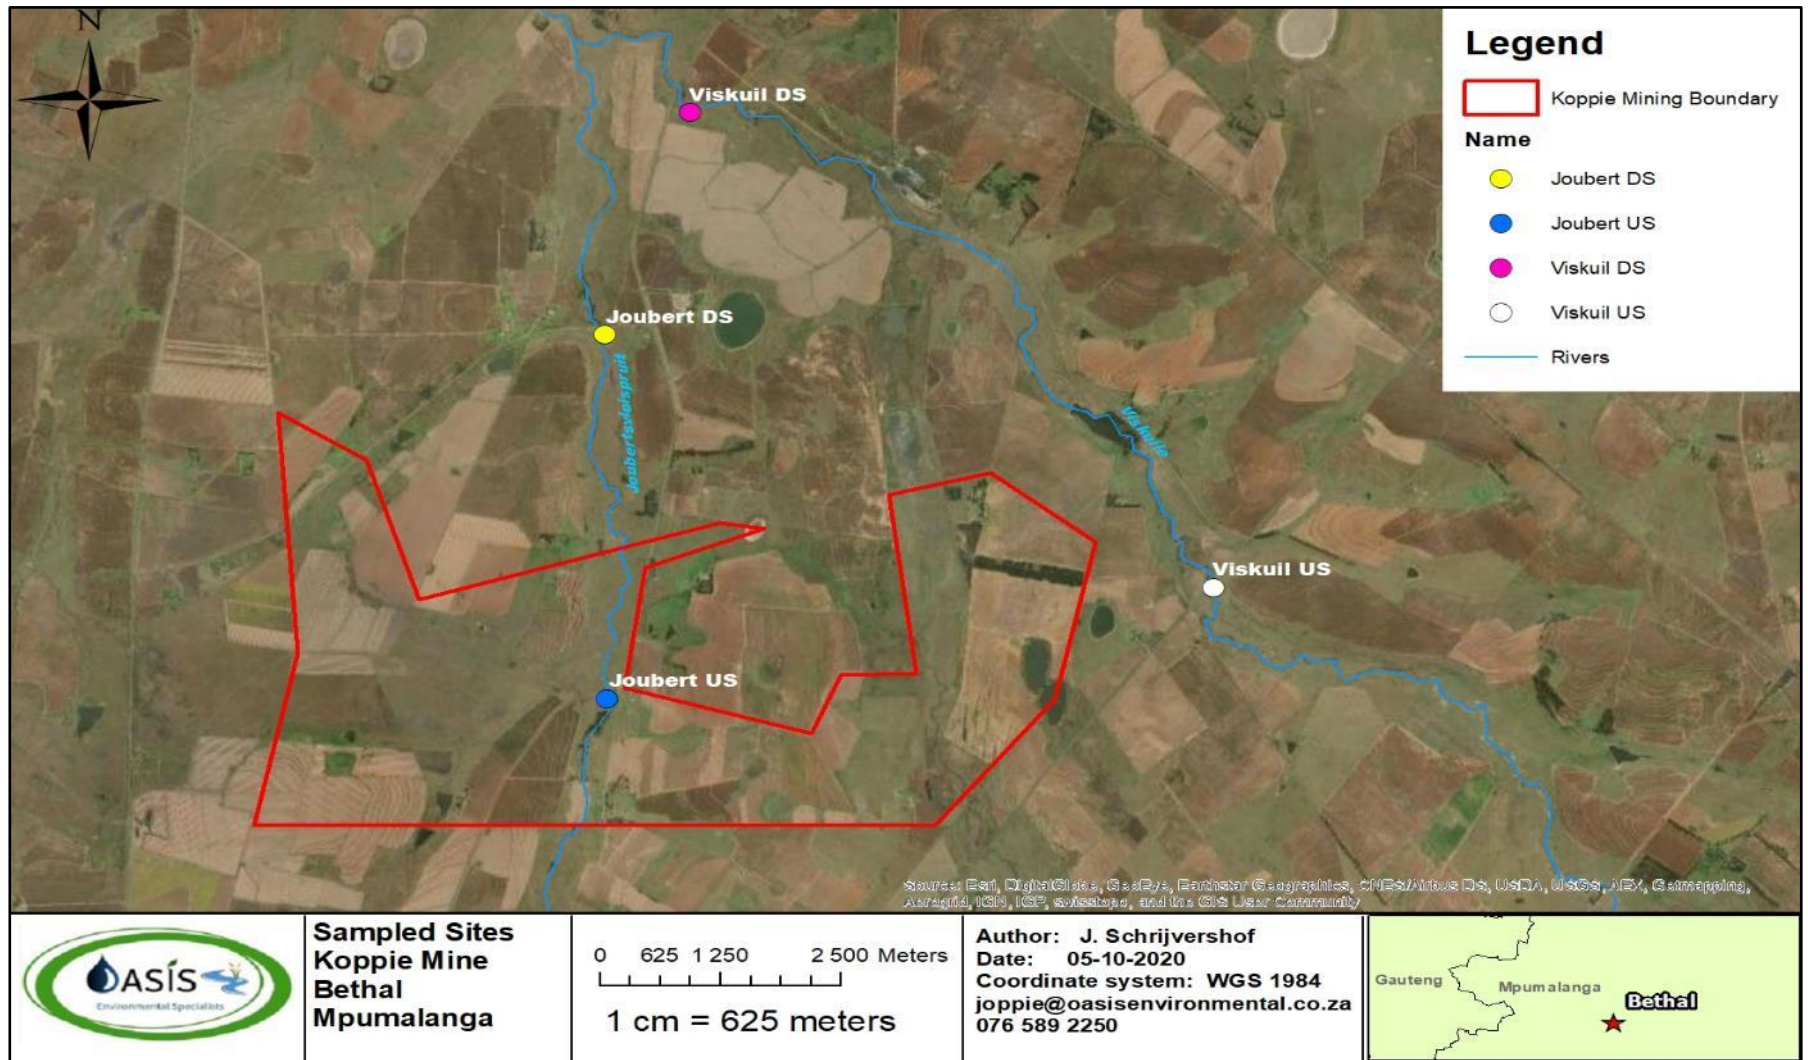 N
Viskuil DS
Joubert DS
Joubertsvleispruit
Viskuile
Viskuil US
Joubert US
Legend
Koppie Mining Boundary
Name
Joubert DS
Joubert US
Viskuil DS
Viskuil US
Rivers
Source: Esri, DigitalGlobe, GeoEye, Earthstar Geographics, CNES/Airbus DS, USDA, USGS, AEX, Getmapping,
Aerogrid, IGN, IGP, swisstopo, and the GIS User Community
OASIS
Environmental Specialists
Sampled Sites
Koppie Mine
Bethal
Mpumalanga
0 625 1 250 2 500 Meters
1 cm = 625 meters
Author: J. Schrijvershof
Date: 05-10-2020
Coordinate system: WGS 1984
joppie@oasisenvironmental.co.za
076 589 2250
Gauteng
Mpumalanga
Bethal